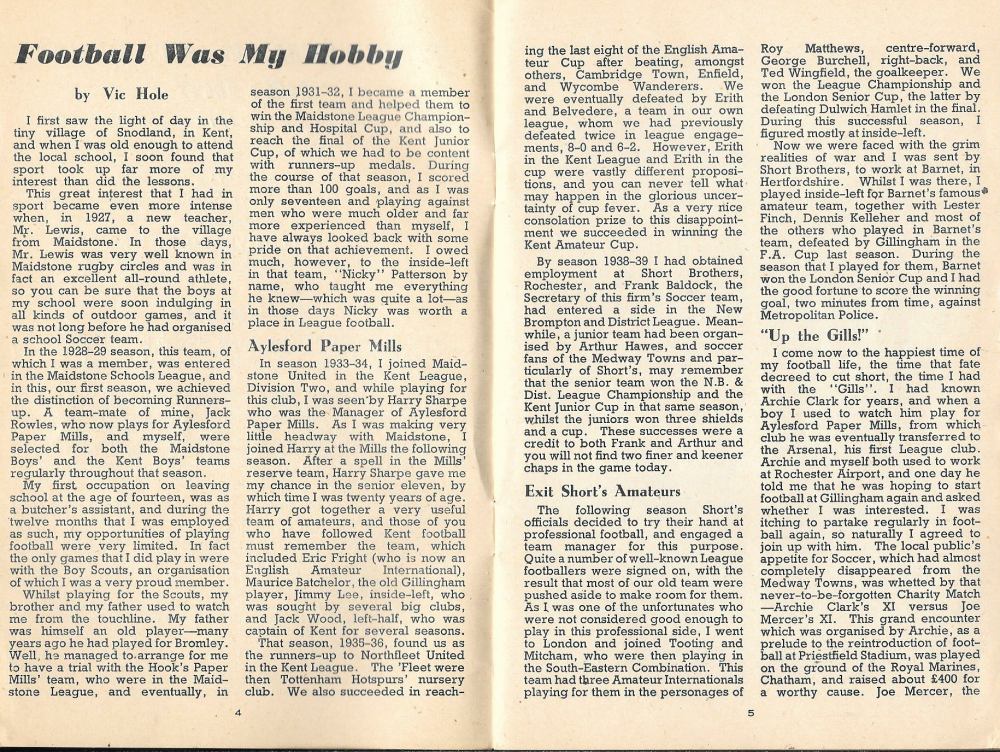 Football Was My Hobby
by Vic Hole
I first saw the light of day in the
tiny village of Snodland, in Kent,
and when I was old enough to attend
the local school, I soon found that
sport took up far more of my
interest than did the lessons.
This great interest that I had in
sport became even more intense
when, in 1927, a new teacher,
Mr. Lewis, came to the village
from Maidstone. In those days,
Mr. Lewis was very well known in
Maidstone rugby circles and was in
fact an excellent all-round athlete,
so you can be sure that the boys at
my school were soon indulging in
all kinds of outdoor games, and it
was not long before he had organised
a school Soccer team.
In the 1928-29 season, this team, of
which I was a member, was entered
in the Maidstone Schools League, and
in this, our first season, we achieved
the distinction of becoming Runners-
up. A team-mate of mine, Jack
Rowles, who now plays for Aylesford
Paper Mills, and myself, were
selected for both the Maidstone
Boys' and the Kent Boys' teams
regularly throughout that season.
My first occupation on leaving
school at the age of fourteen, was as
a butcher's assistant, and during the
twelve months that I was employed
as such, my opportunities of playing
football were very limited. In fact
the only games that I did play in were
with the Boy Scouts, an organisation
of which I was a very proud member.
Whilst playing for the Scouts, my
brother and my father used to watch
me from the touchline. My father
was himself an old player—many
years ago he had played for Bromley.
Well, he managed to arrange for me
to have a trial with the Hook's Paper
Mills' team, who were in the Maid-
stone League, and eventually, in
season 1931-32, I became a member
of the first team and helped them to
win the Maidstone League Champion-
ship and Hospital Cup, and also to
reach the final of the Kent Junior
Cup, of which we had to be content
with runners-up medals. During
the course of that season, I scored
more than 100 goals, and as I was
only seventeen and playing against
men who were much older and far
more experienced than myself, I
have always looked back with some
pride on that achievement. I owed
much, however, to the inside-left
in that team, "Nicky" Patterson by
name, who taught me everything
he knew—which was quite a lot—as
in those days Nicky was worth a
place in League football.
Aylesford Paper Mills
In season 1933-34, I joined Maid-
stone United in the Kent League,
Division Two, and while playing for
this club, I was seen by Harry Sharpe
who was the Manager of Aylesford
Paper Mills. As I was making very
little headway with Maidstone, I
joined Harry at the Mills the following
season. After a spell in the Mills'
reserve team, Harry Sharpe gave me
my chance in the senior eleven, by
which time I was twenty years of age.
Harry got together a very useful
team of amateurs, and those of you
who have followed Kent football
must remember the team, which
included Eric Fright (who is now an
English Amateur International),
Maurice Batchelor, the old Gillingham
player, Jimmy Lee, inside-left, who
was sought by several big clubs,
and Jack Wood, left-half, who was
captain of Kent for several seasons.
That season, 1935-36, found us as
the runners-up to Northfleet United
in the Kent League. The 'Fleet were
then Tottenham Hotspurs' nursery
club. We also succeeded in reach-
4
ing the last eight of the English Ama-
teur Cup after beating, amongst
others, Cambridge Town, Enfield,
and Wycombe Wanderers. We
were eventually defeated by Erith
and Belvedere, a team in our own
league, whom we had previously
defeated twice in league engage-
ments, 8-0 and 6-2. However, Erith
in the Kent League and Erith in the
cup were vastly different proposi-
tions, and you can never tell what
may happen in the glorious uncer-
tainty of cup fever. As a very nice
consolation prize to this disappoint-
ment we succeeded in winning the
Kent Amateur Cup.
By season 1938-39 I had obtained
employment at Short Brothers,
Rochester, and Frank Baldock, the
Secretary of this firm's Soccer team,
had entered a side in the New
Brompton and District League. Mean-
while, a junior team had been organ-
ised by Arthur Hawes, and soccer
fans of the Medway Towns and par-
ticularly of Short's, may remember
that the senior team won the N.B. &
Dist. League Championship and the
Kent Junior Cup in that same season,
whilst the juniors won three shields
and a cup. These successes were a
credit to both Frank and Arthur and
you will not find two finer and keener
chaps in the game today.
Exit Short's Amateurs
The following season Short's
officials decided to try their hand at
professional football, and engaged a
team manager for this purpose.
Quite a number of well-known League
footballers were signed on, with the
result that most of our old team were
pushed aside to make room for them.
As I was one of the unfortunates who
were not considered good enough to
play in this professional side, I went
to London and joined Tooting and
Mitcham, who were then playing in
the South-Eastern Combination. This
team had three Amateur Internationals
playing for them in the personages of
Roy Matthews, centre-forward,
George Burchell, right-back, and
Ted Wingfield, the goalkeeper. We
won the League Championship and
the London Senior Cup, the latter by
defeating Dulwich Hamlet in the final.
During this successful season, I
figured mostly at inside-left.
Now we were faced with the grim
realities of war and I was sent by
Short Brothers, to work at Barnet, in
Hertfordshire. Whilst I was there, I
played inside-left for Barnet's famous
amateur team, together with Lester
Finch, Dennis Kelleher and most of
the others who played in Barnet's
team, defeated by Gillingham in the
F.A. Cup last season. During the
season that I played for them, Barnet
won the London Senior Cup and I had
the good fortune to score the winning
goal, two minutes from time, against
Metropolitan Police.
"Up the Gills!"
I come now to the happiest time of
my football life, the time that fate
decreed to cut short, the time I had
with the "Gills". I had known
Archie Clark for years, and when a
boy I used to watch him play for
Aylesford Paper Mills, from which
club he was eventually transferred to
the Arsenal, his first League club.
Archie and myself both used to work
at Rochester Airport, and one day he
told me that he was hoping to start
football at Gillingham again and asked
whether I was interested. I was
itching to partake regularly in foot-
ball again, so naturally I agreed to
join up with him. The local public's
appetite for Soccer, which had almost
completely disappeared from the
Medway Towns, was whetted by that
never-to-be-forgotten Charity Match
—Archie Clark's XI versus Joe
Mercer's XI. This grand encounter
which was organised by Archie, as a
prelude to the reintroduction of foot-
ball at Priestfield Stadium, was played
on the ground of the Royal Marines,
Chatham, and raised about £400 for
a worthy cause. Joe Mercer, the
5